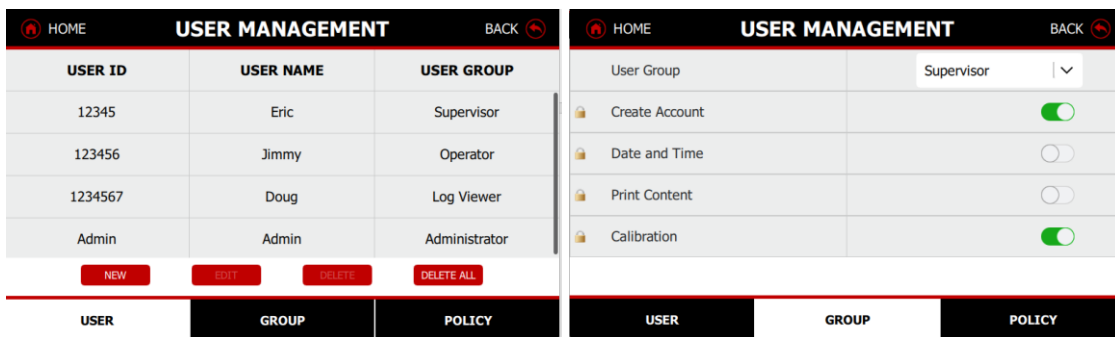 HOME USER MANAGEMENT BACK
USER ID USER NAME USER GROUP
12345 Eric Supervisor
123456 Jimmy Operator
1234567 Doug Log Viewer
Admin Admin Administrator
NEW EDIT DELETE DELETE ALL
USER GROUP POLICY
HOME USER MANAGEMENT BACK
User Group Supervisor
Create Account
Date and Time
Print Content
Calibration
USER GROUP POLICY